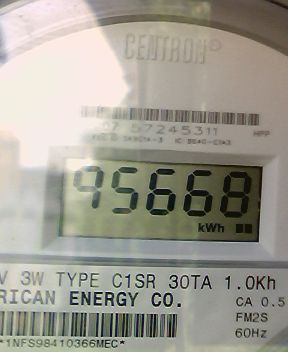 CENTRON®
57245311
HPP
95668
kWh
V 3W TYPE C1SR 30TA 1.0Kh
RICAN ENERGY CO.
CA 0.5
FM2S
60Hz
*1NFS98410366MEC*